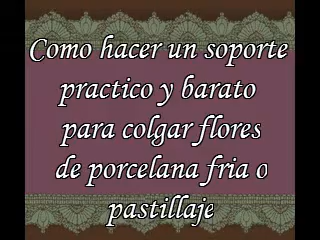 Como hacer un soporte
practico y barato
para colgar flores
de porcelana fria o
pastillaje